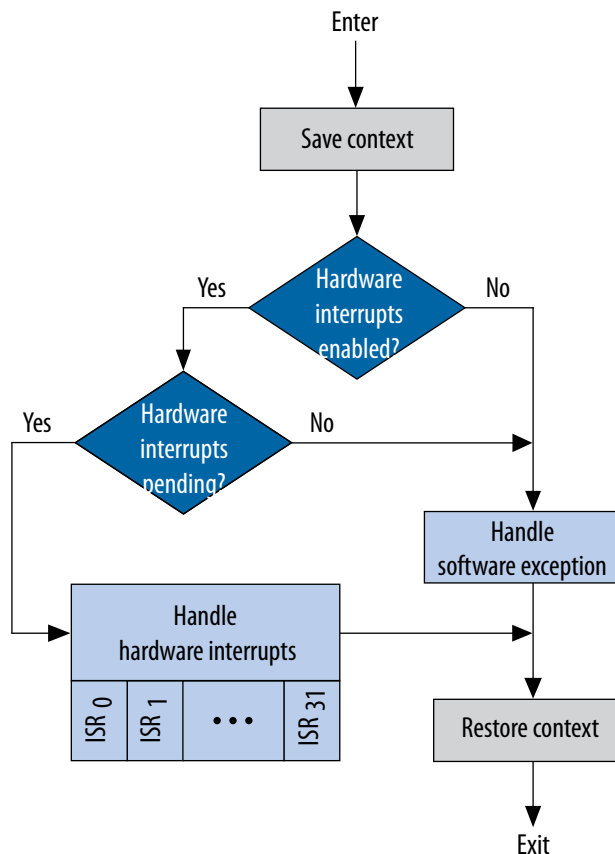 Enter
Save context
Hardware
interrupts
enabled?
Yes
No
Hardware
interrupts
pending?
Yes
No
Handle
software exception
Handle
hardware interrupts
ISR 0
ISR 1
• • •
ISR 31
Restore context
Exit